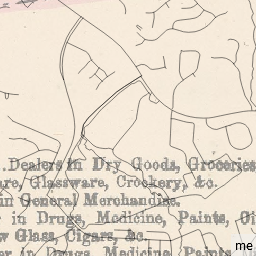 ..Dealers in Dry Goods, Groceries
are, Glassware, Crockery, &c.
in General Merchandise.
r in Drugs, Medicine, Paints, Oi
w Glass, Cigars, &c.
er in Drugs, Medicine, Paints,
me